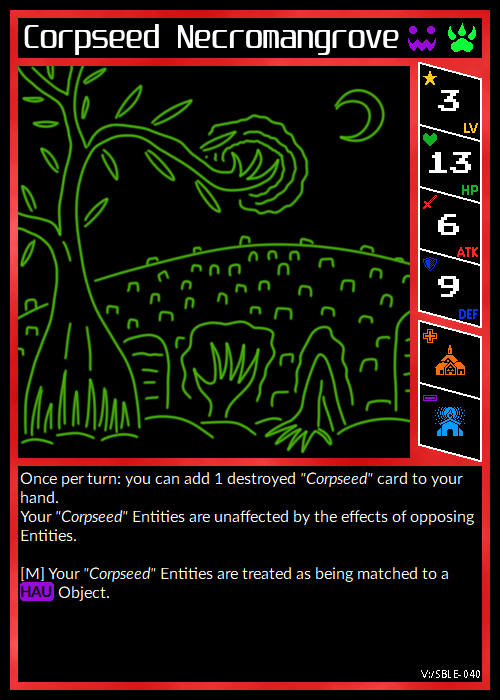 Corpseed Necromangrove
3
LV
13
HP
6
ATK
9
DEF
Once per turn: you can add 1 destroyed "Corpseed" card to your
hand.
Your "Corpseed" Entities are unaffected by the effects of opposing
Entities.
[M] Your "Corpseed" Entities are treated as being matched to a
HAU Object.
V:/SBLE-040